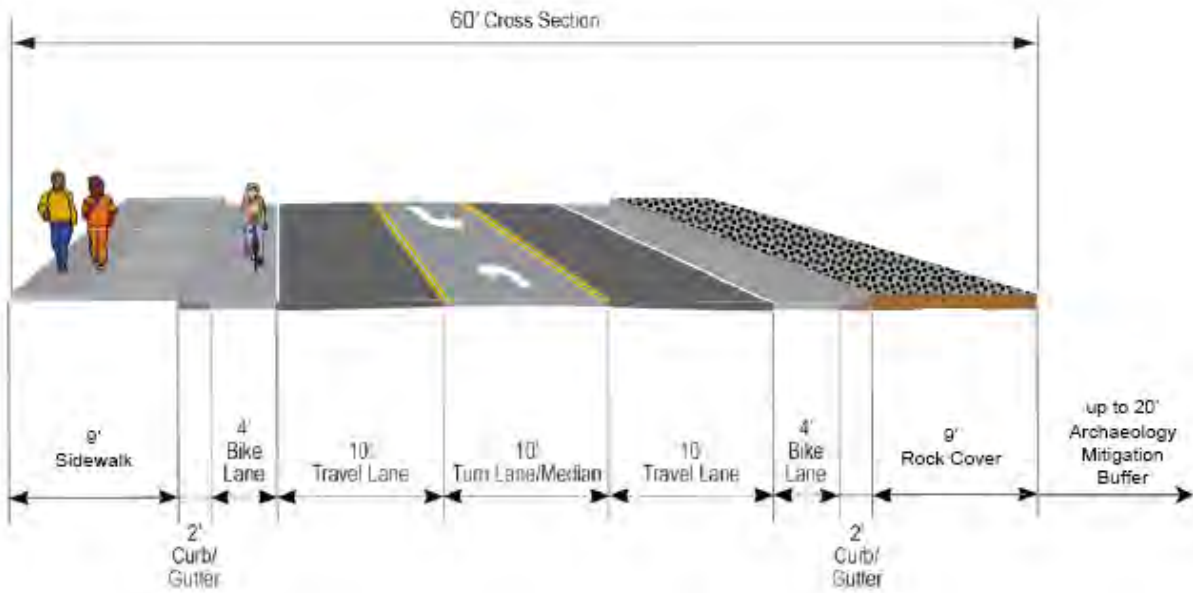 60' Cross Section
9'
Sidewalk
2'
Curb/
Gutter
4'
Bike
Lane
10'
Travel Lane
10'
Turn Lane/Median
10'
Travel Lane
4'
Bike
Lane
2'
Curb/
Gutter
9'
Rock Cover
up to 20'
Archaeology
Mitigation
Buffer